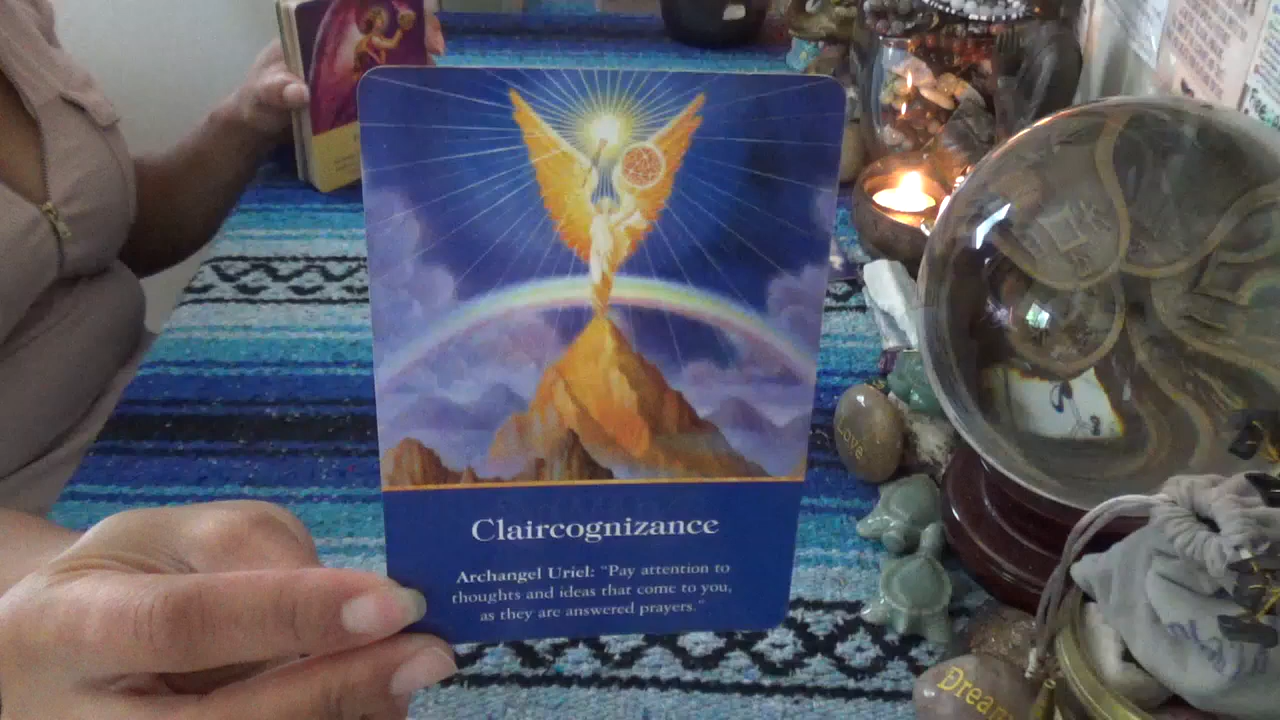 Claircognizance
Archangel Uriel: "Pay attention to
thoughts and ideas that come to you,
as they are answered prayers."
Love
Dream